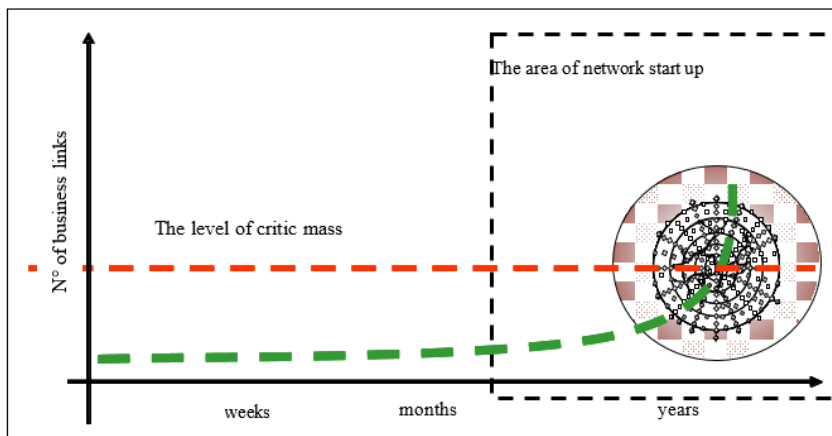 The area of network start up
N° of business links
The level of critic mass
weeks months years